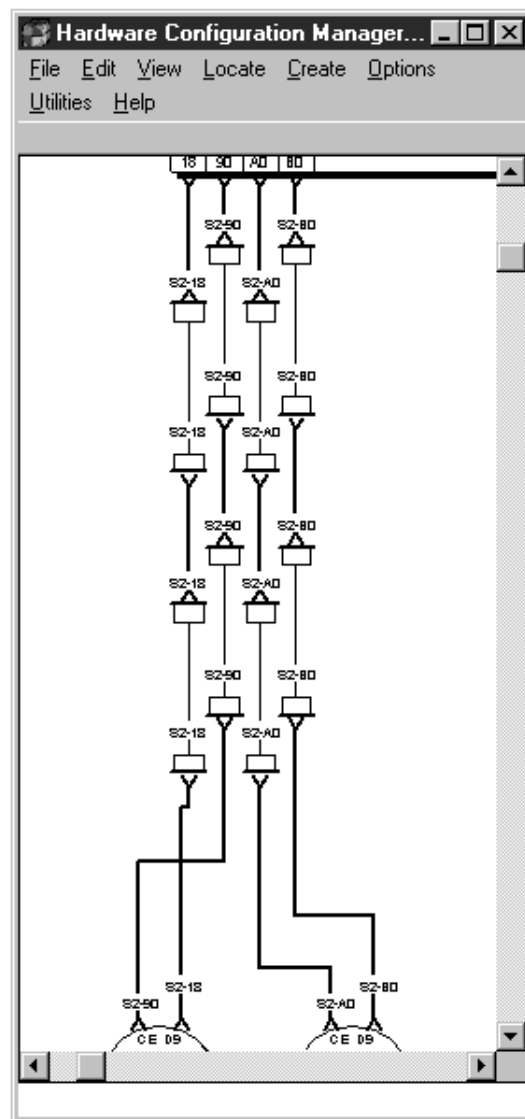 Hardware Configuration Manager...
File Edit View Locate Create Options
Utilities Help
18 90 A0 B0
S2-90 S2-B0
S2-18 S2-A0
S2-90 S2-B0
S2-18 S2-A0
S2-90 S2-B0
S2-18 S2-A0
S2-90 S2-B0
S2-18 S2-A0
S2-18 S2-B0
S2-90 S2-A0
CE D9 CE D9